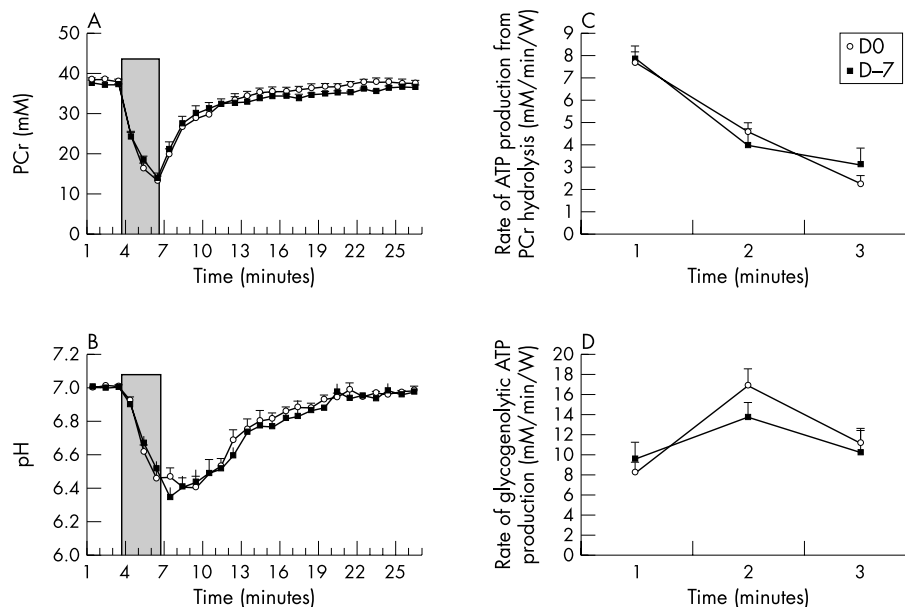 A
60
50
40
30
20
10
0
PCr (mM)
1 4 7 10 13 16 19 22 25
Time (minutes)
C
9
8
7
6
5
4
3
2
1
0
Rate of ATP production from
PCr hydrolysis (mM/min/W)
1 2 3
Time (minutes)
D0
D–7
B
7.2
7.0
6.8
6.6
6.4
6.2
6.0
pH
1 4 7 10 13 16 19 22 25
Time (minutes)
D
20
18
16
14
12
10
8
6
4
2
0
Rate of glycogenolytic ATP
production (mM/min/W)
1 2 3
Time (minutes)